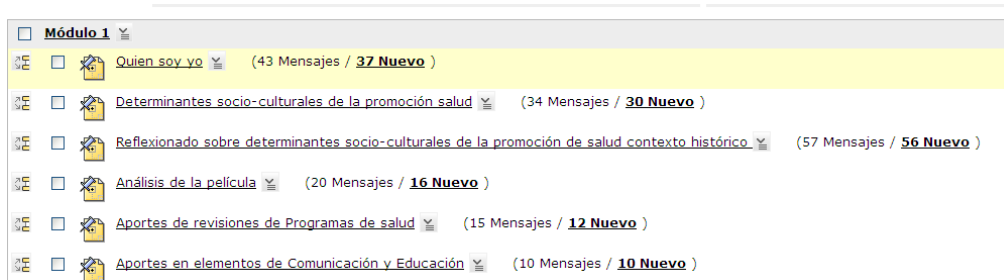 Módulo 1
Quien soy yo (43 Mensajes / 37 Nuevo )
Determinantes socio-culturales de la promoción salud (34 Mensajes / 30 Nuevo )
Reflexionado sobre determinantes socio-culturales de la promoción de salud contexto histórico (57 Mensajes / 56 Nuevo )
Análisis de la película (20 Mensajes / 16 Nuevo )
Aportes de revisiones de Programas de salud (15 Mensajes / 12 Nuevo )
Aportes en elementos de Comunicación y Educación (10 Mensajes / 10 Nuevo )